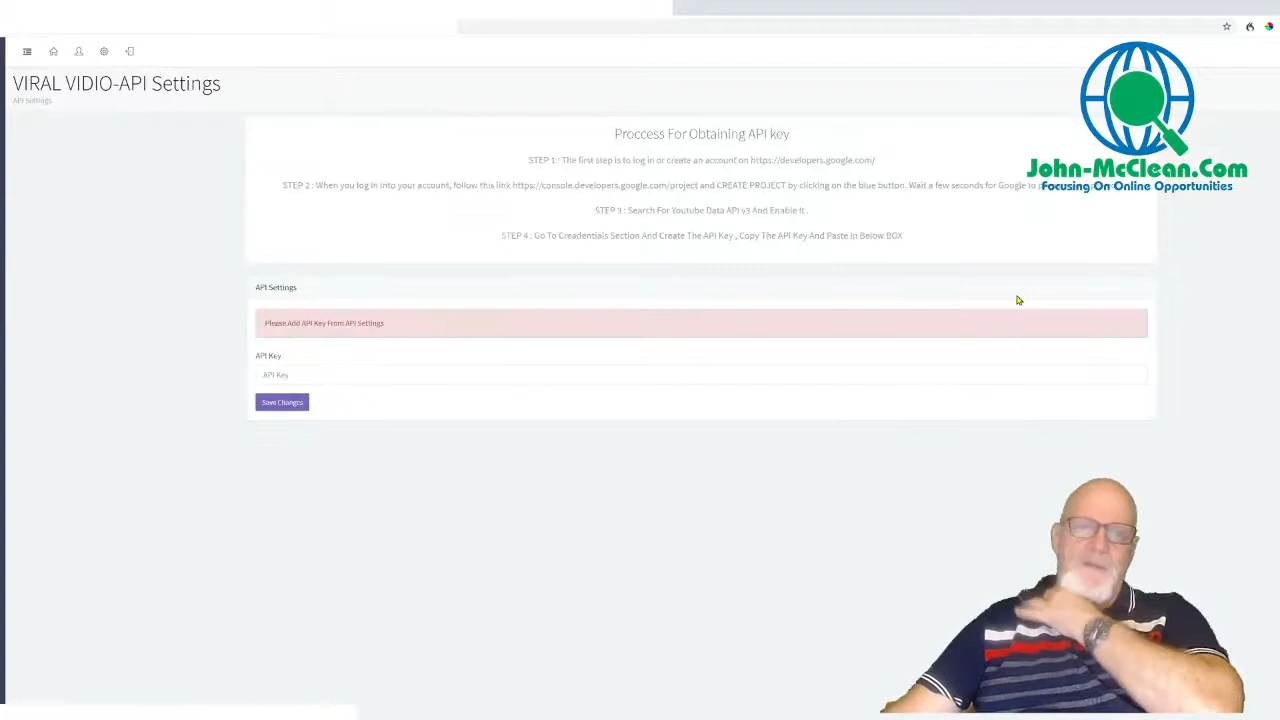 VIRAL VIDIO-API Settings
API Settings
Proccess For Obtaining API key
STEP 1 : The first step is to log in or create an account on https://developers.google.com/
STEP 2 : When you log in into your account, follow this link https://console.developers.google.com/project and CREATE PROJECT by clicking on the blue button. Wait a few seconds for Google to
STEP 3 : Search For Youtube Data API v3 And Enable It .
STEP 4 : Go To Creadentials Section And Create The API Key , Copy The API Key And Paste In Below BOX
John-McClean.Com
Focusing On Online Opportunities
API Settings
Please Add API Key From API Settings
API Key
API Key
Save Changes